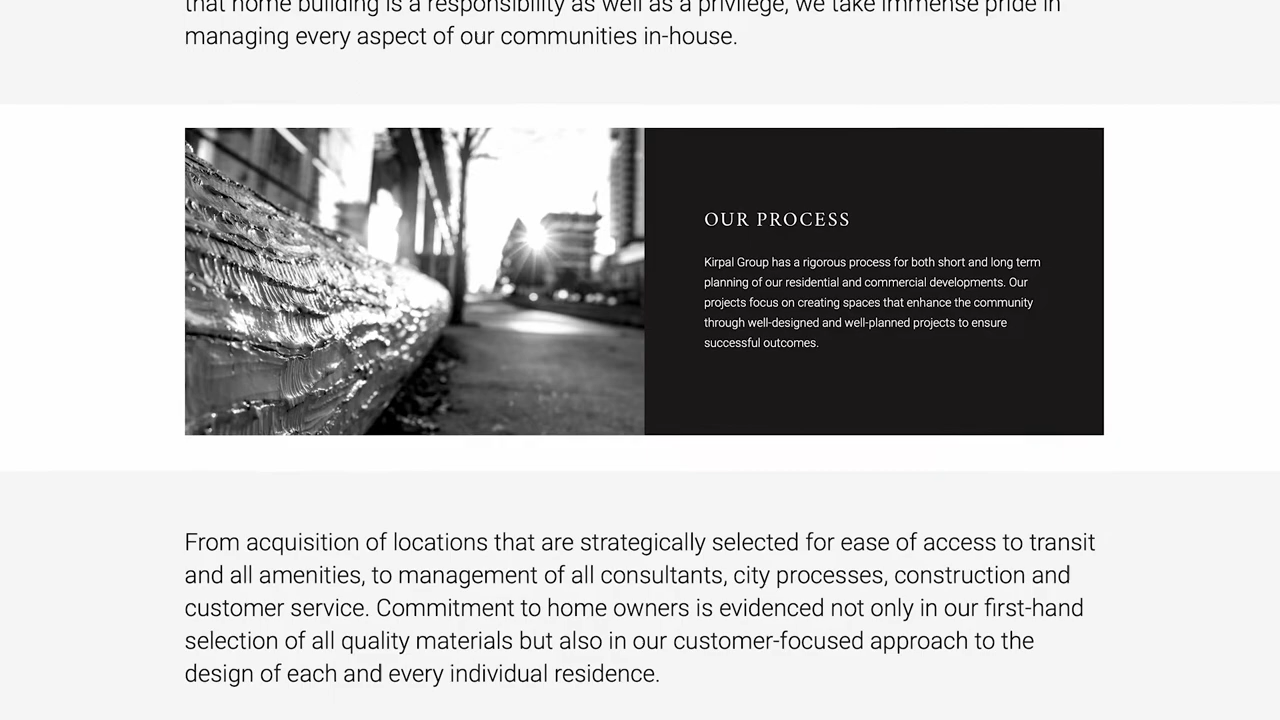 that home building is a responsibility as well as a privilege, we take immense pride in
managing every aspect of our communities in-house.
OUR PROCESS
Kirpal Group has a rigorous process for both short and long term
planning of our residential and commercial developments. Our
projects focus on creating spaces that enhance the community
through well-designed and well-planned projects to ensure
successful outcomes.
From acquisition of locations that are strategically selected for ease of access to transit
and all amenities, to management of all consultants, city processes, construction and
customer service. Commitment to home owners is evidenced not only in our first-hand
selection of all quality materials but also in our customer-focused approach to the
design of each and every individual residence.